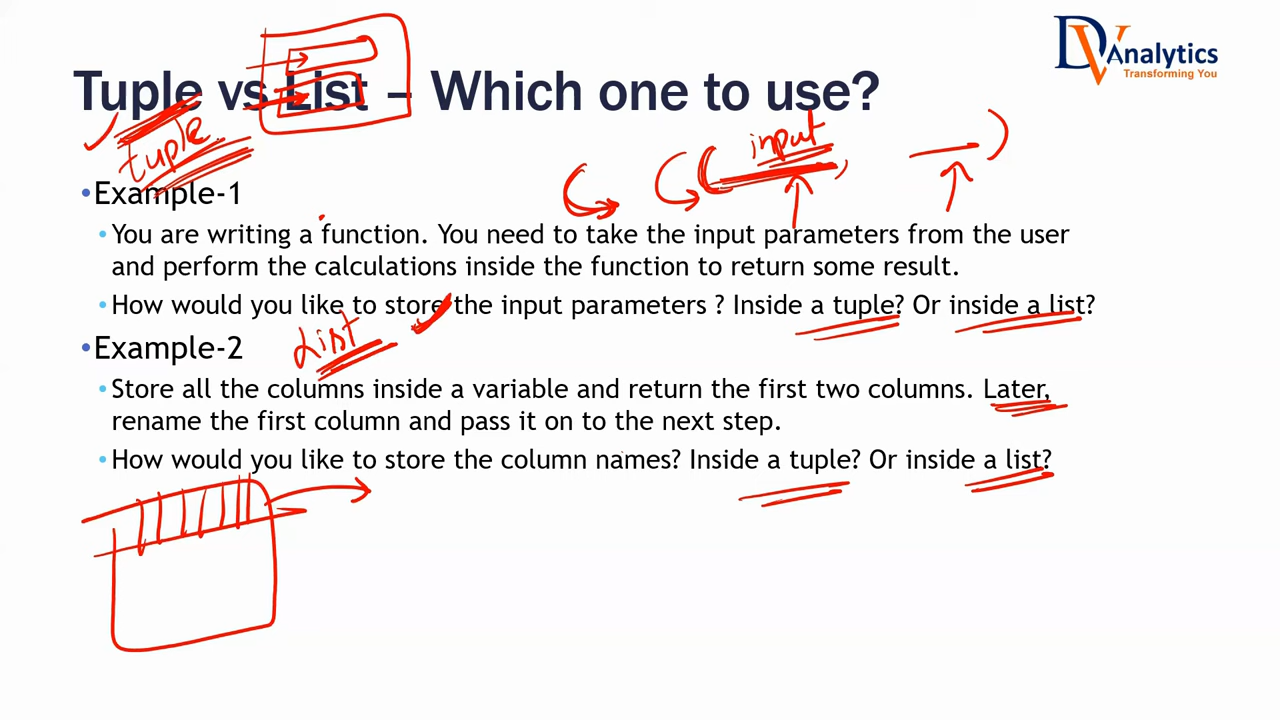 DV Analytics
Transforming You
Tuple vs List – Which one to use?
tuple
input
•Example-1
•You are writing a function. You need to take the input parameters from the user
and perform the calculations inside the function to return some result.
•How would you like to store the input parameters ? Inside a tuple? Or inside a list?
List
•Example-2
•Store all the columns inside a variable and return the first two columns. Later,
rename the first column and pass it on to the next step.
•How would you like to store the column names? Inside a tuple? Or inside a list?